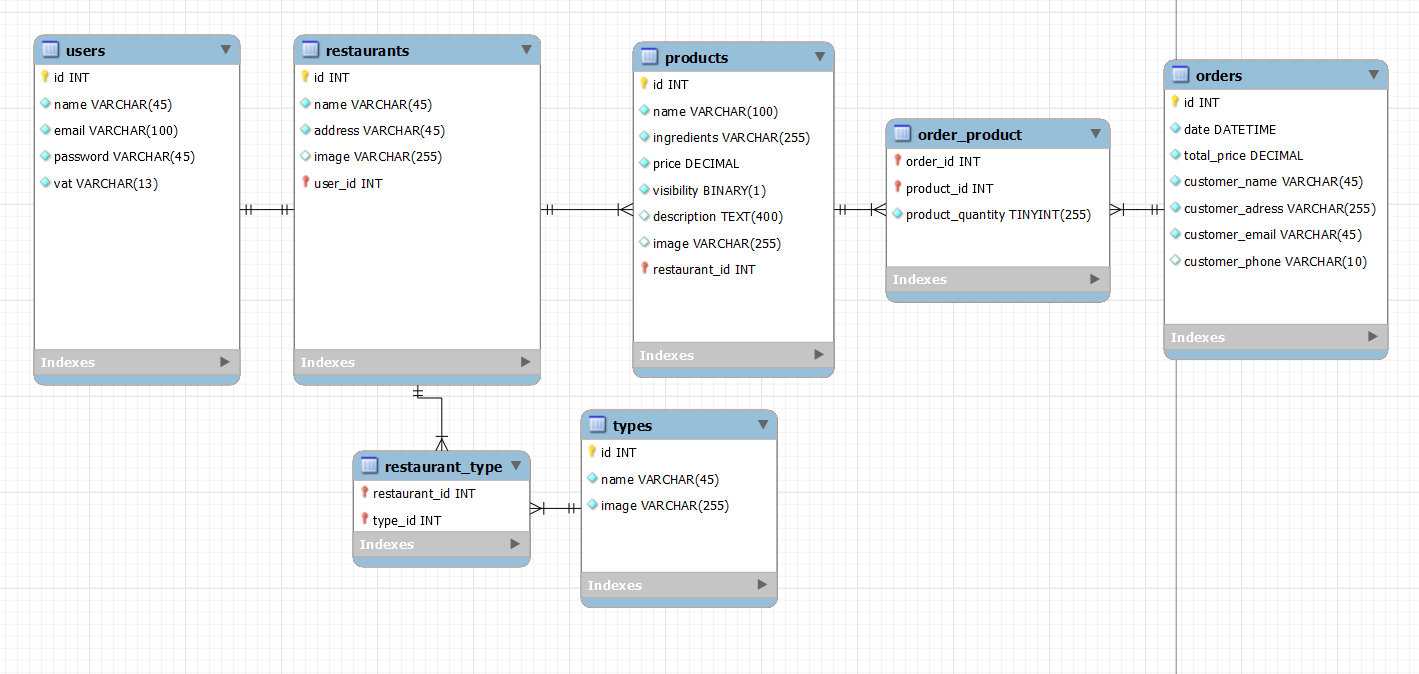 users
id INT
name VARCHAR(45)
email VARCHAR(100)
password VARCHAR(45)
vat VARCHAR(13)
Indexes
restaurants
id INT
name VARCHAR(45)
address VARCHAR(45)
image VARCHAR(255)
user_id INT
Indexes
products
id INT
name VARCHAR(100)
ingredients VARCHAR(255)
price DECIMAL
visibility BINARY(1)
description TEXT(400)
image VARCHAR(255)
restaurant_id INT
Indexes
order_product
order_id INT
product_id INT
product_quantity TINYINT(255)
Indexes
orders
id INT
date DATETIME
total_price DECIMAL
customer_name VARCHAR(45)
customer_adress VARCHAR(255)
customer_email VARCHAR(45)
customer_phone VARCHAR(10)
Indexes
restaurant_type
restaurant_id INT
type_id INT
Indexes
types
id INT
name VARCHAR(45)
image VARCHAR(255)
Indexes